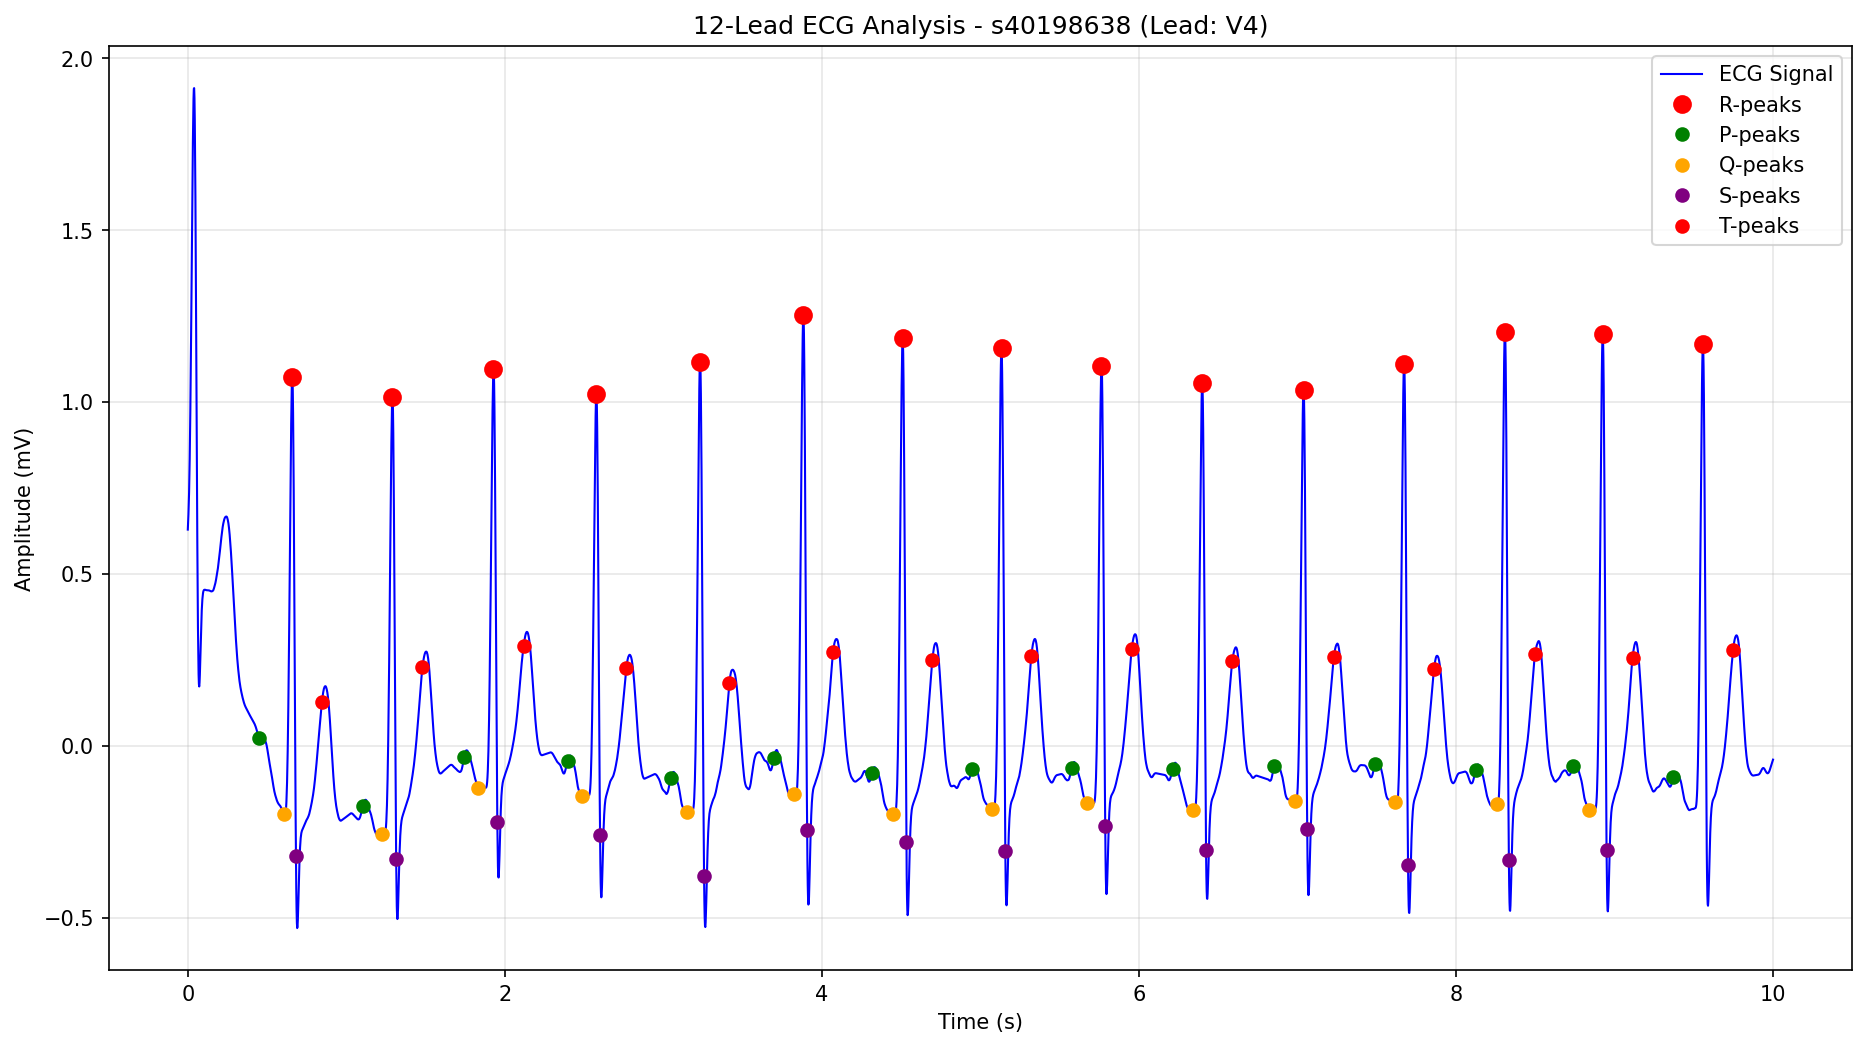 12-Lead ECG Analysis - s40198638 (Lead: V4)
ECG Signal
R-peaks
P-peaks
Q-peaks
S-peaks
T-peaks
Amplitude (mV)
2.0
1.5
1.0
0.5
0.0
−0.5
0 2 4 6 8 10
Time (s)